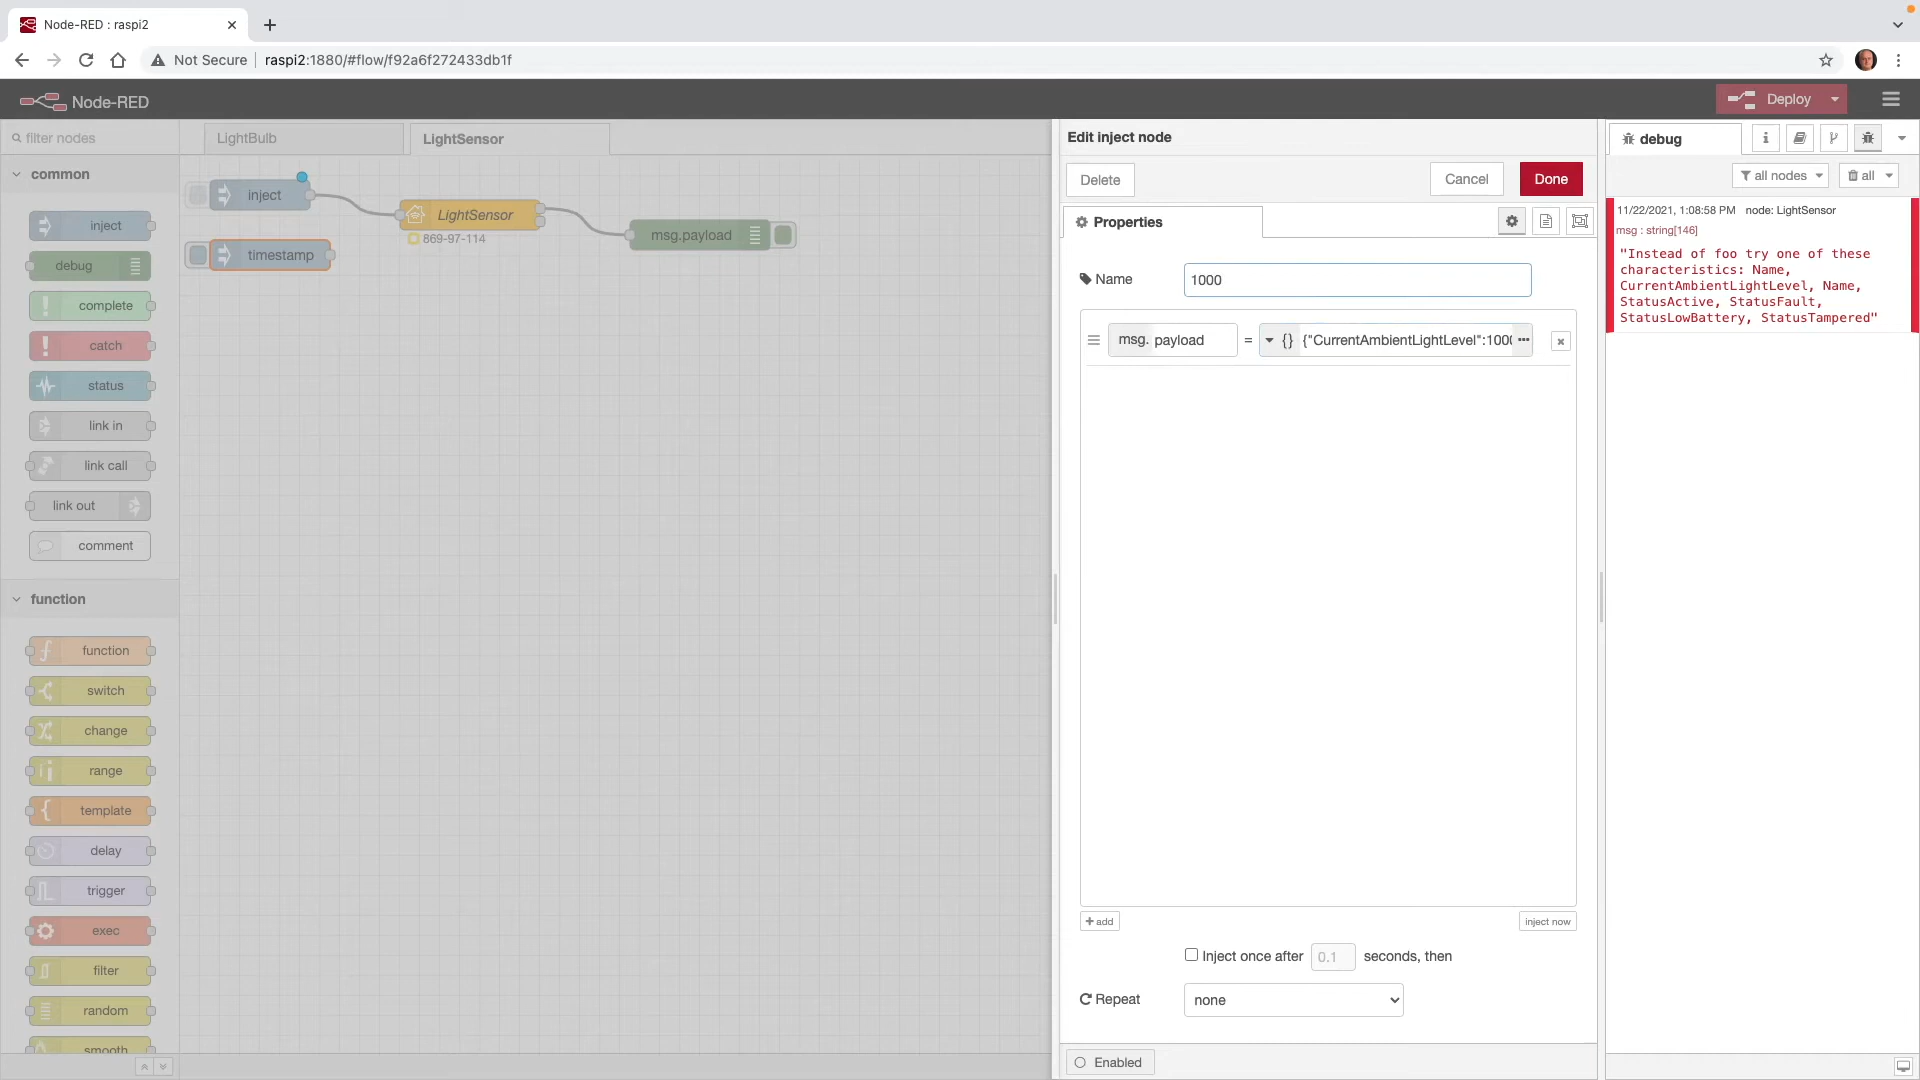 Node-RED : raspi2
Not Secure
raspi2:1880/#flow/f92a6f272433db1f
Node-RED
Deploy
filter nodes
LightBulb
LightSensor
Edit inject node
debug
i
Delete
Cancel
Done
all nodes
all
common
inject
debug
complete
catch
status
link in
link call
link out
comment
function
function
switch
change
range
template
delay
trigger
exec
filter
random
smooth
inject
LightSensor
869-97-114
msg.payload
timestamp
Properties
Name
1000
msg. payload = {} {"CurrentAmbientLightLevel":100
add
inject now
Inject once after 0.1 seconds, then
Repeat
none
Enabled
11/22/2021, 1:08:58 PM node: LightSensor
msg : string[146]
"Instead of foo try one of these
characteristics: Name,
CurrentAmbientLightLevel, Name,
StatusActive, StatusFault,
StatusLowBattery, StatusTampered"